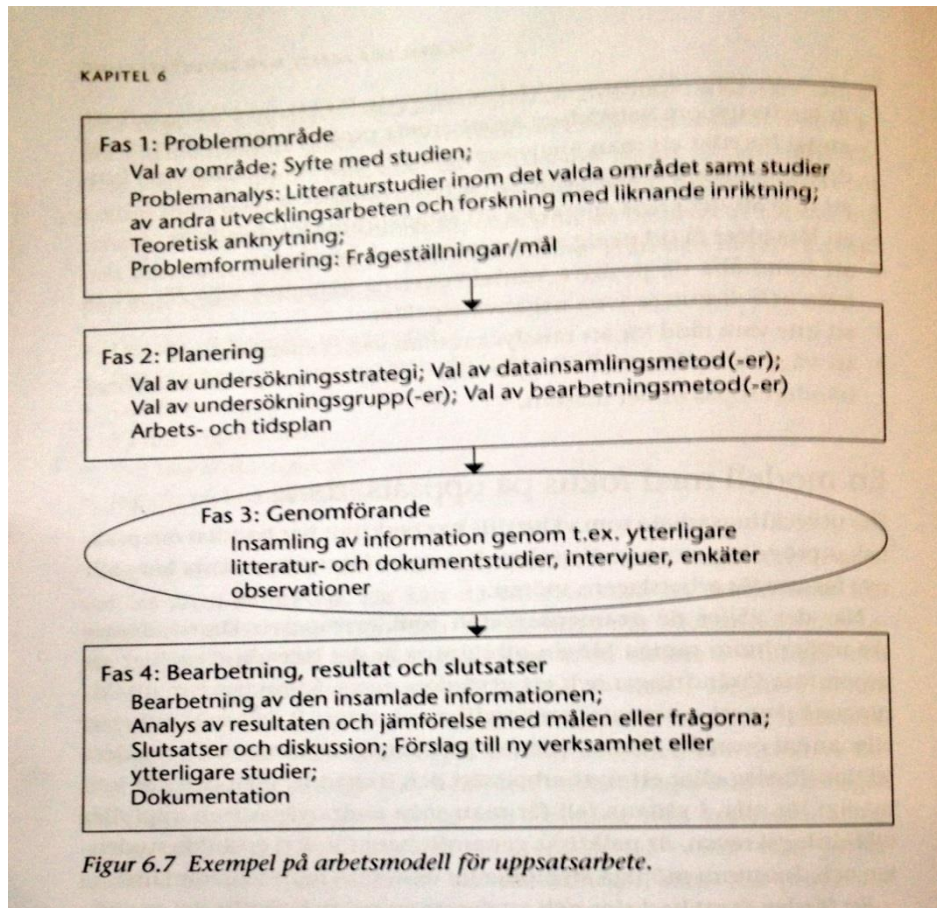 KAPITEL 6
Fas 1: Problemområde
Val av område; Syfte med studien;
Problemanalys: Litteraturstudier inom det valda området samt studier
av andra utvecklingsarbeten och forskning med liknande inriktning;
Teoretisk anknytning;
Problemformulering: Frågeställningar/mål
Fas 2: Planering
Val av undersökningsstrategi; Val av datainsamlingsmetod(-er);
Val av undersökningsgrupp(-er); Val av bearbetningsmetod(-er)
Arbets- och tidsplan
Fas 3: Genomförande
Insamling av information genom t.ex. ytterligare
litteratur- och dokumentstudier, intervjuer, enkäter
observationer
Fas 4: Bearbetning, resultat och slutsatser
Bearbetning av den insamlade informationen;
Analys av resultaten och jämförelse med målen eller frågorna;
Slutsatser och diskussion; Förslag till ny verksamhet eller
ytterligare studier;
Dokumentation
Figur 6.7 Exempel på arbetsmodell för uppsatsarbete.